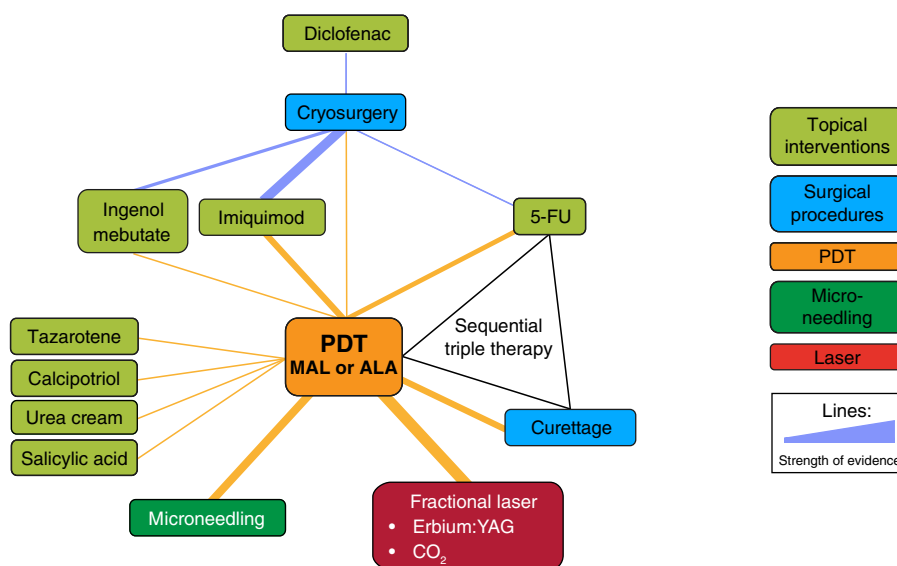 Diclofenac
Cryosurgery
Ingenol
mebutate
Imiquimod
5-FU
Sequential
triple therapy
PDT
MAL or ALA
Tazarotene
Calcipotriol
Urea cream
Salicylic acid
Curettage
Microneedling
Fractional laser
• Erbium:YAG
• CO₂
Topical
interventions
Surgical
procedures
PDT
Micro-
needling
Laser
Lines:
Strength of evidence